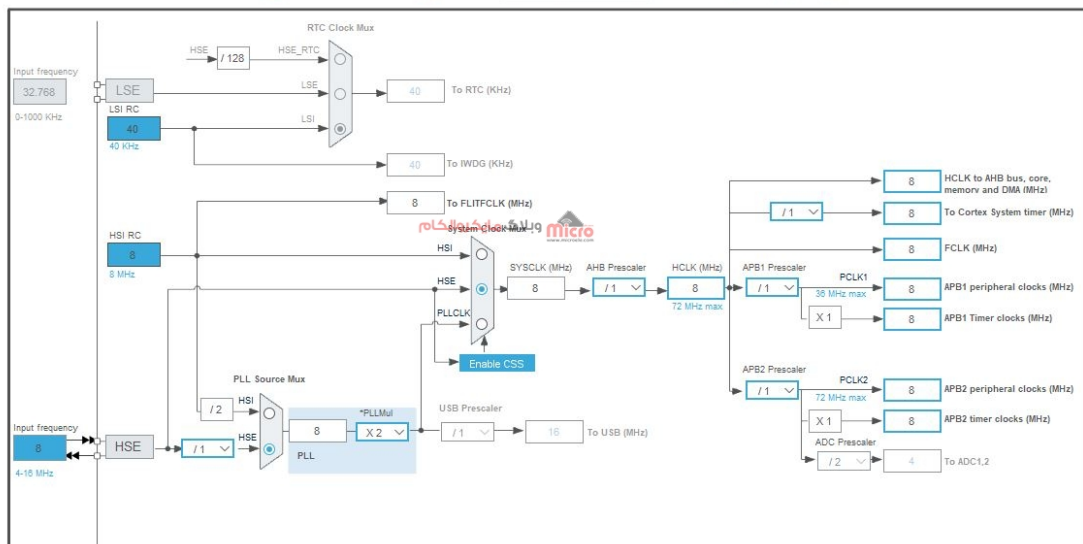 RTC Clock Mux
HSE
/ 128
HSE_RTC
Input frequency
32.768
0-1000 KHz
LSE
LSE
40
To RTC (KHz)
LSI RC
40
40 KHz
LSI
40
To IWDG (KHz)
8
To FLITFCLK (MHz)
وبلاگ مایکروالکام
Micro
www.microele.com
System Clock Mux
HSI RC
8
8 MHz
HSI
HSE
PLLCLK
SYSCLK (MHz)
8
AHB Prescaler
/ 1
HCLK (MHz)
8
72 MHz max
Enable CSS
8
HCLK to AHB bus, core,
memory and DMA (MHz)
/ 1
8
To Cortex System timer (MHz)
8
FCLK (MHz)
APB1 Prescaler
/ 1
PCLK1
36 MHz max
8
APB1 peripheral clocks (MHz)
X 1
8
APB1 Timer clocks (MHz)
APB2 Prescaler
/ 1
PCLK2
72 MHz max
8
APB2 peripheral clocks (MHz)
X 1
8
APB2 timer clocks (MHz)
ADC Prescaler
/ 2
4
To ADC1,2
PLL Source Mux
/ 2
HSI
HSE
8
*PLLMul
X 2
PLL
USB Prescaler
/ 1
16
To USB (MHz)
Input frequency
8
4-16 MHz
HSE
/ 1